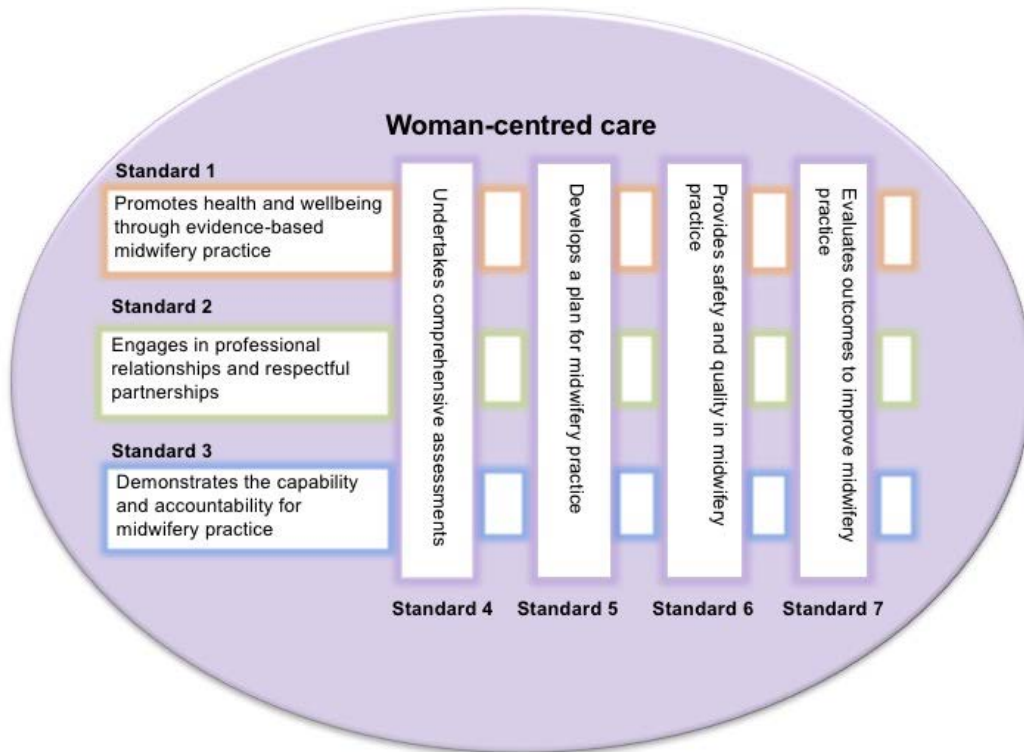 Woman-centred care
Standard 1
Promotes health and wellbeing
through evidence-based
midwifery practice
Standard 2
Engages in professional
relationships and respectful
partnerships
Standard 3
Demonstrates the capability
and accountability for
midwifery practice
Undertakes comprehensive assessments
Develops a plan for midwifery practice
Provides safety and quality in midwifery
practice
Evaluates outcomes to improve midwifery
practice
Standard 4
Standard 5
Standard 6
Standard 7